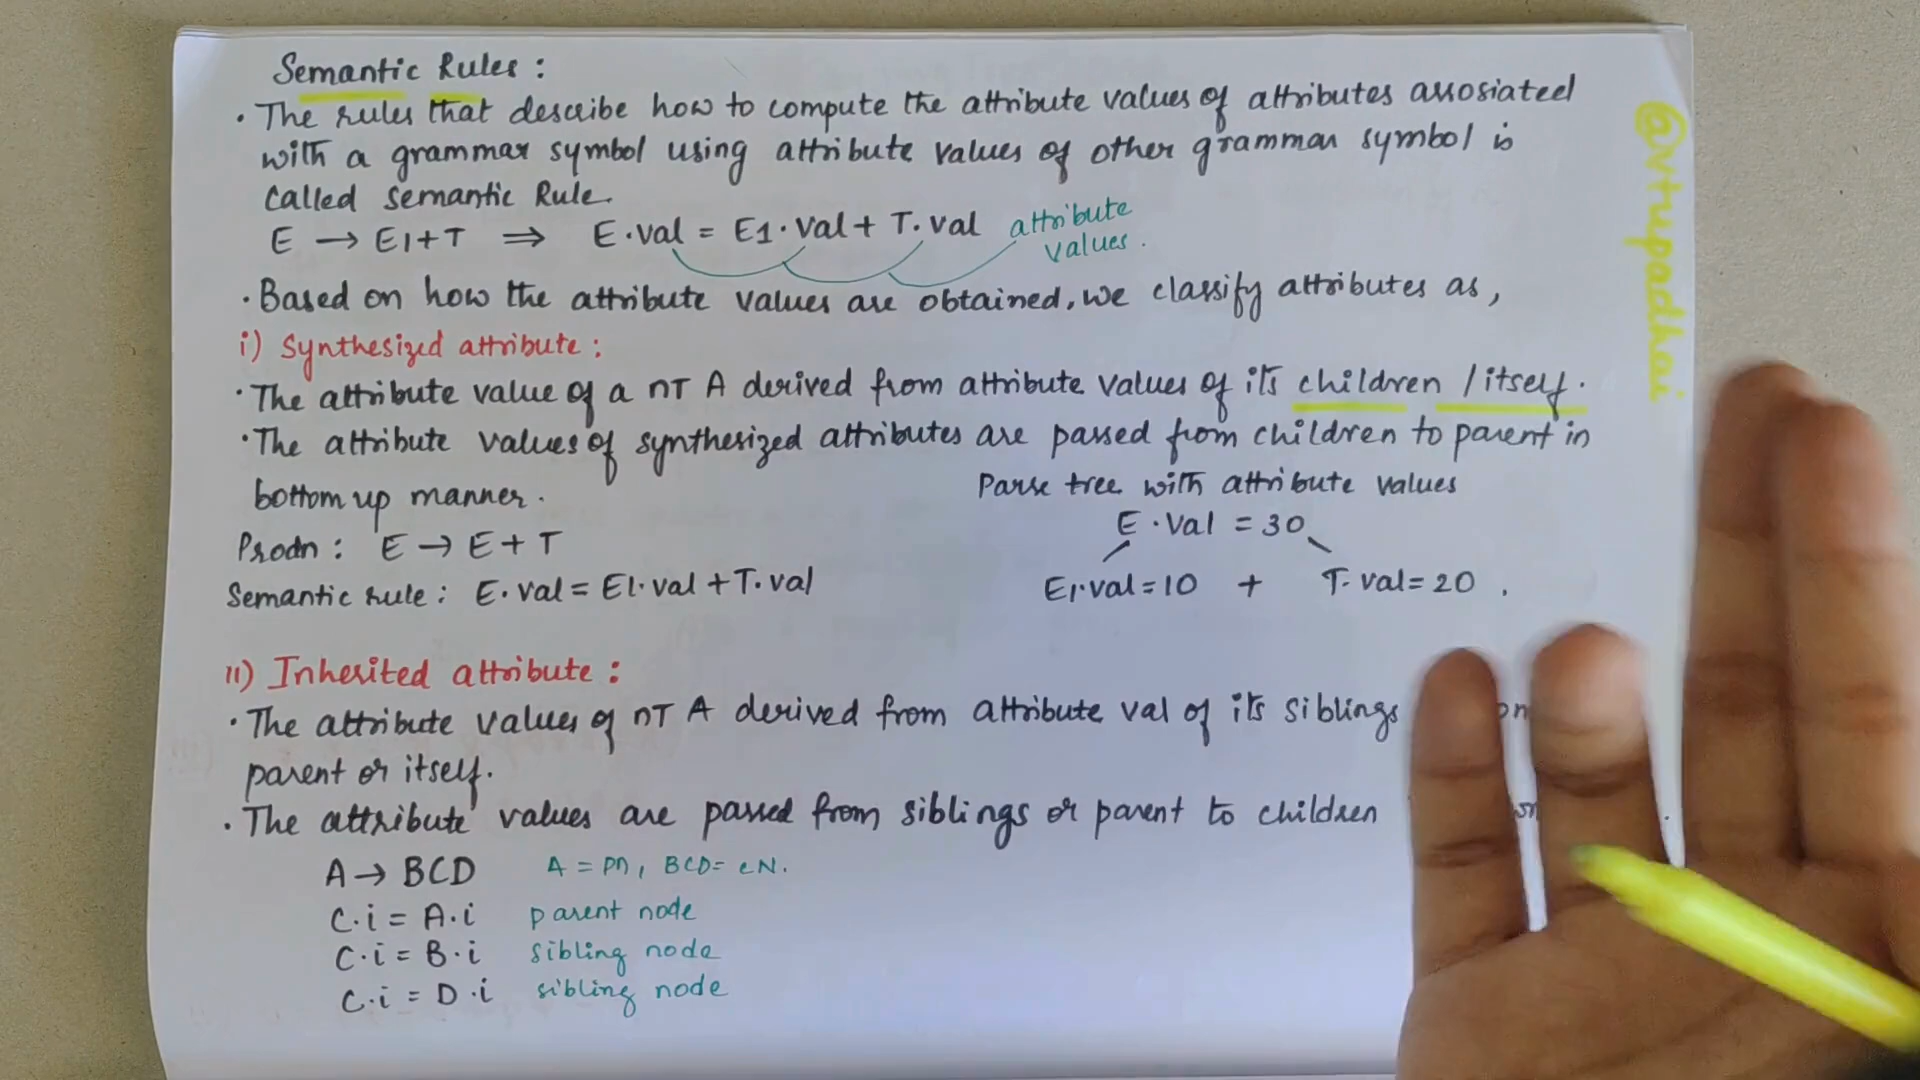 Semantic Rules :
• The rules that describe how to compute the attribute values of attributes assosiated
with a grammar symbol using attribute values of other grammar symbol is
called semantic Rule.
E → E1+T ⇒ E.val = E1.val + T.val attribute
values.
• Based on how the attribute values are obtained, we classify attributes as,
i) Synthesized attribute :
• The attribute value of a nT A derived from attribute values of its children / itself.
• The attribute values of synthesized attributes are passed from children to parent in
bottom up manner.
Parse tree with attribute values
E.val = 30
Prodn : E → E + T
Semantic rule : E.val = E1.val + T.val
E1.val = 10 + T.val = 20 .
ii) Inherited attribute :
• The attribute values of nT A derived from attribute val of its siblings
parent or itself.
• The attribute values are passed from siblings or parent to children
A → BCD A = PN, BCD = CN.
C.i = A.i parent node
C.i = B.i sibling node
C.i = D.i sibling node
@vtupadhai